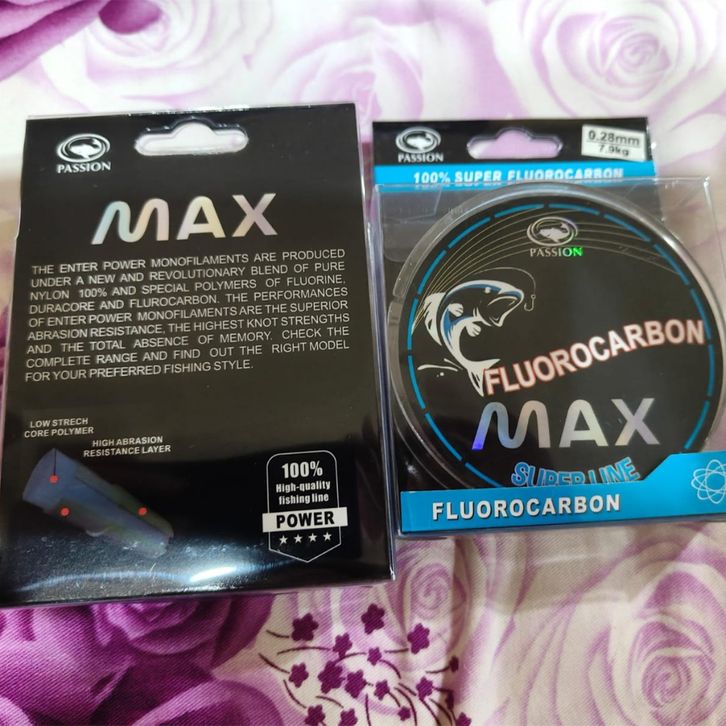 PASSION
MAX
THE ENTER POWER MONOFILAMENTS ARE PRODUCED
UNDER A NEW AND REVOLUTIONARY BLEND OF PURE
NYLON 100% AND SPECIAL POLYMERS OF FLUORINE,
DURACORE AND FLUROCARBON. THE PERFORMANCES
OF ENTER POWER MONOFILAMENTS ARE THE SUPERIOR
ABRASION RESISTANCE, THE HIGHEST KNOT STRENGTHS
AND THE TOTAL ABSENCE OF MEMORY. CHECK THE
COMPLETE RANGE AND FIND OUT THE RIGHT MODEL
FOR YOUR PREFERRED FISHING STYLE.
LOW STRECH
CORE POLYMER
HIGH ABRASION
RESISTANCE LAYER
100%
High-quality
fishing line
POWER
PASSION
0.28mm
7.9kg
100% SUPER FLUOROCARBON
PASSION
FLUOROCARBON
MAX
SUPER LINE
FLUOROCARBON